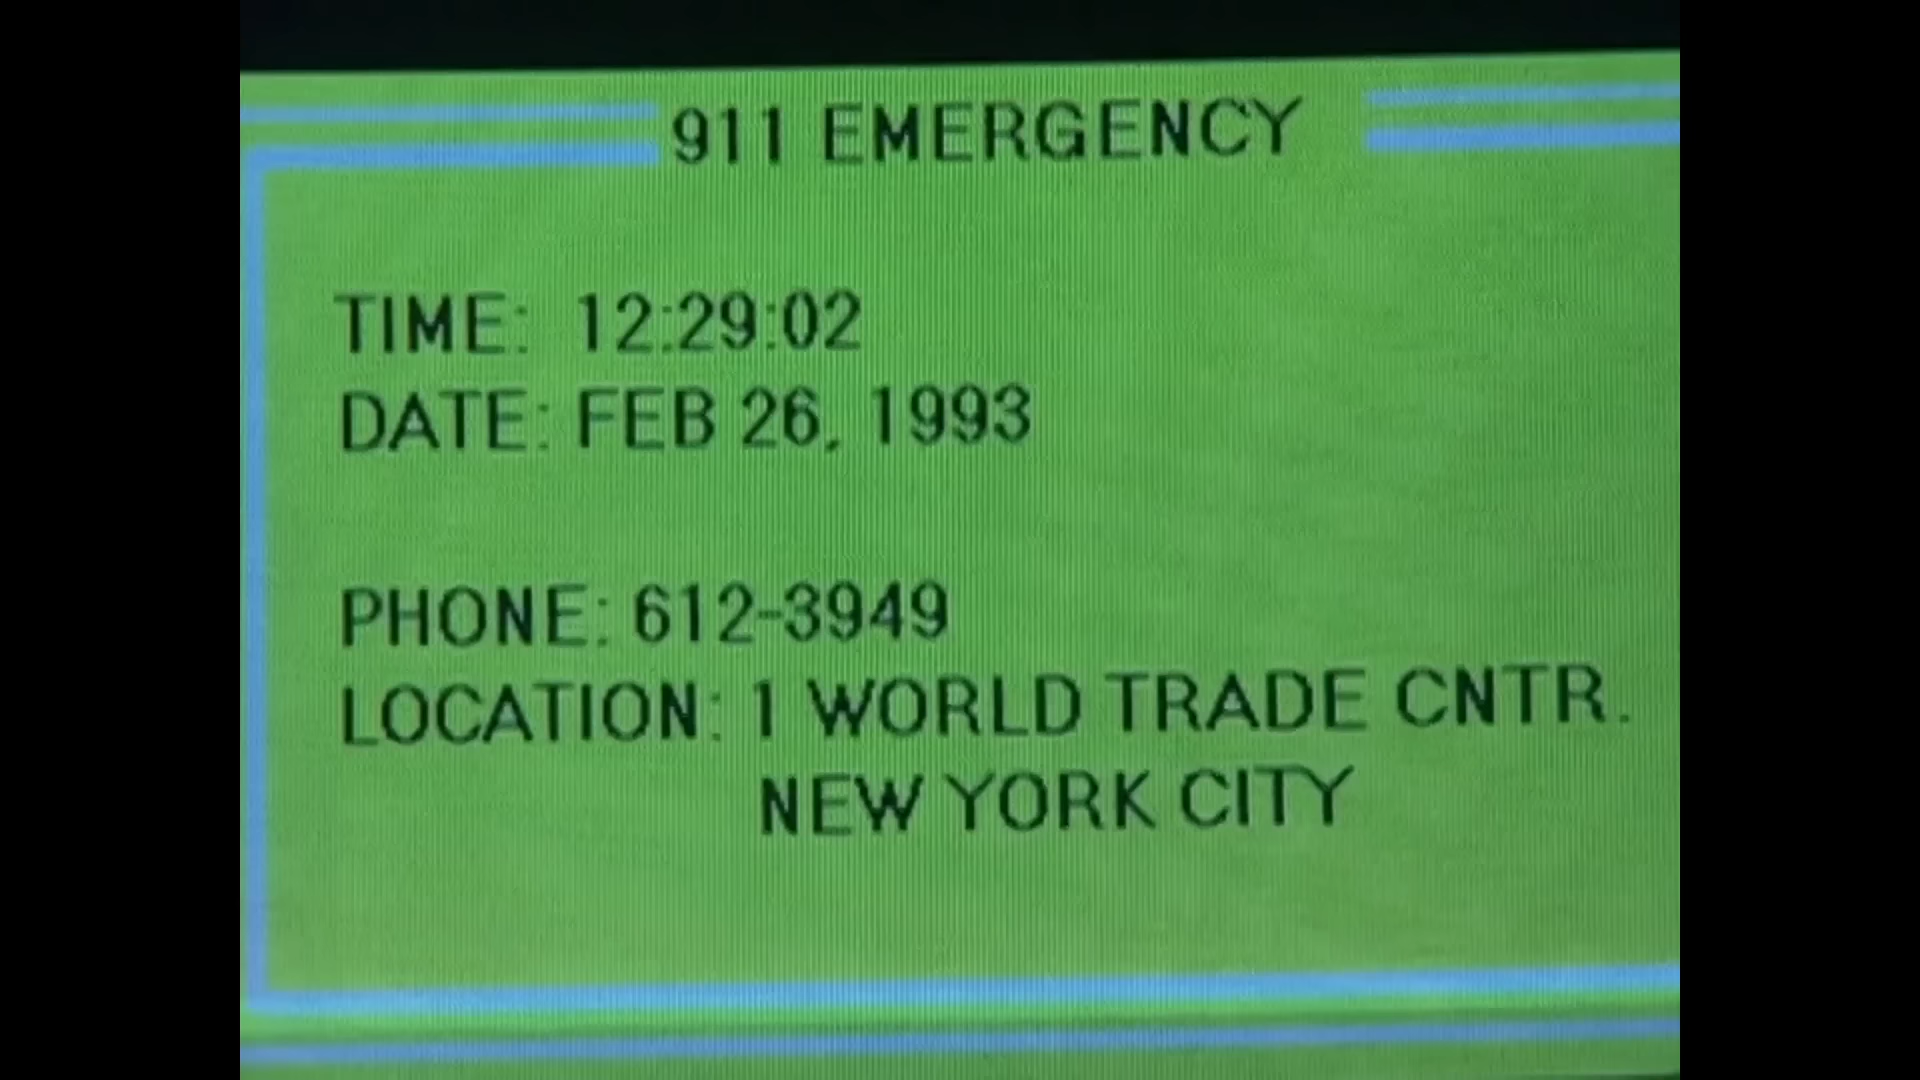 911 EMERGENCY
TIME: 12:29:02
DATE: FEB 26, 1993
PHONE: 612-3949
LOCATION: 1 WORLD TRADE CNTR.
NEW YORK CITY